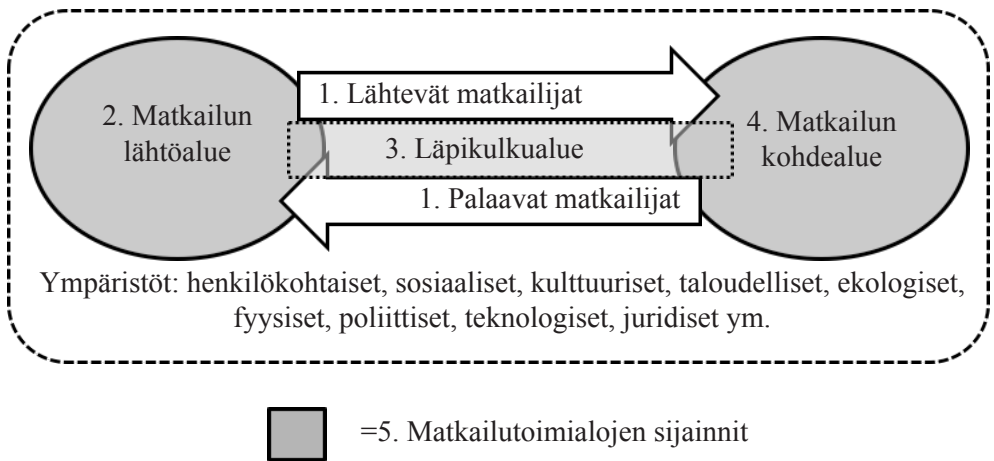 1. Lähtevät matkailijat
2. Matkailun
lähtöalue
3. Läpikulkualue
4. Matkailun
kohdealue
1. Palaavat matkailijat
Ympäristöt: henkilökohtaiset, sosiaaliset, kulttuuriset, taloudelliset, ekologiset,
fyysiset, poliittiset, teknologiset, juridiset ym.
=5. Matkailutoimialojen sijainnit